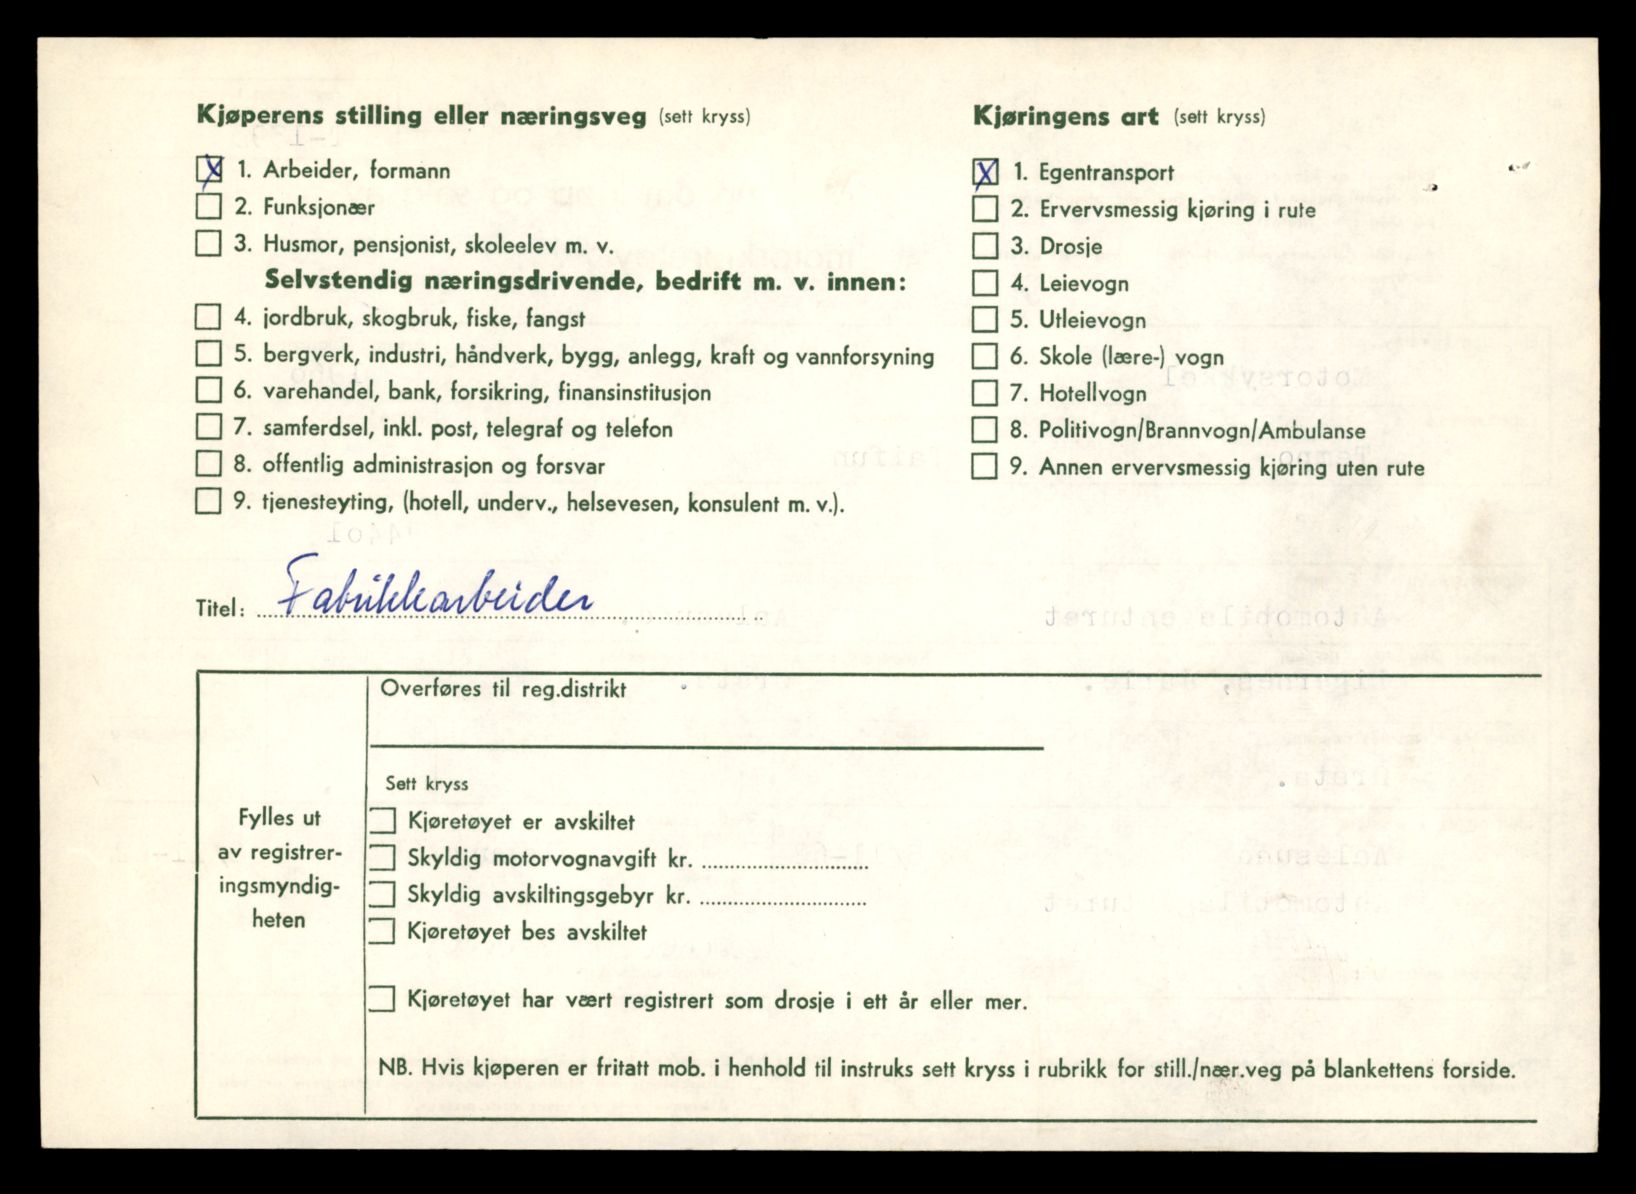 Kjøperens stilling eller næringsveg (sett kryss)
1. Arbeider, formann
2. Funksjonær
3. Husmor, pensjonist, skoleelev m. v.
Selvstendig næringsdrivende, bedrift m. v. innen:
4. jordbruk, skogbruk, fiske, fangst
5. bergverk, industri, håndverk, bygg, anlegg, kraft og vannforsyning
6. varehandel, bank, forsikring, finansinstitusjon
7. samferdsel, inkl. post, telegraf og telefon
8. offentlig administrasjon og forsvar
9. tjenesteyting, (hotell, underv., helsevesen, konsulent m. v.).
Kjøringens art (sett kryss)
1. Egentransport
2. Ervervsmessig kjøring i rute
3. Drosje
4. Leievogn
5. Utleievogn
6. Skole (lære-) vogn
7. Hotellvogn
8. Politivogn/Brannvogn/Ambulanse
9. Annen ervervsmessig kjøring uten rute
Titel: Fabrikkarbeider
Fylles ut
av registrer-
ingsmyndig-
heten
Overføres til reg.distrikt
Sett kryss
Kjøretøyet er avskiltet
Skyldig motorvognavgift kr.
Skyldig avskiltingsgebyr kr.
Kjøretøyet bes avskiltet
Kjøretøyet har vært registrert som drosje i ett år eller mer.
NB. Hvis kjøperen er fritatt mob. i henhold til instruks sett kryss i rubrikk for still./nær.veg på blankettens forside.